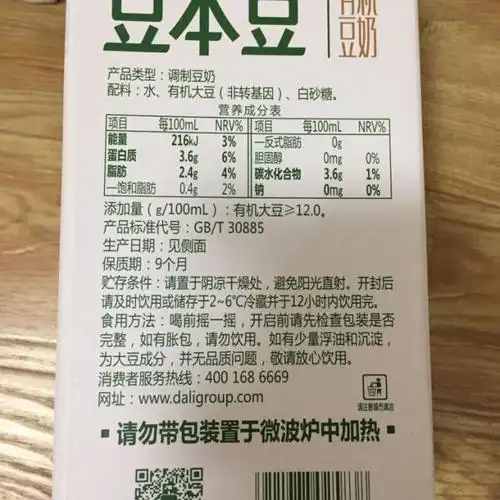 豆本豆
有机
豆奶
产品类型：调制豆奶
配料：水、有机大豆（非转基因）、白砂糖。
营养成分表
项目 每100mL NRV% 项目 每100mL NRV%
能量 216kJ 3% —反式脂肪 0g
蛋白质 3.6g 6% 胆固醇 0mg 0%
脂肪 2.4g 4% 碳水化合物 3.6g 1%
—饱和脂肪 0.4g 2% 钠 0mg 0%
添加量（g/100mL）：有机大豆≥12.0。
产品标准代号：GB/T 30885
生产日期：见侧面
保质期：9个月
贮存条件：请置于阴凉干燥处，避免阳光直射。开封后
请及时饮用或储存于2~6℃冷藏并于12小时内饮用完。
食用方法：喝前摇一摇，开启前请先检查包装是否
完整，如有胀包，请勿饮用。如有少量浮油和沉淀，
为大豆成分，并无品质问题，敬请放心饮用。
消费者服务热线：400 168 6669
网址：www.daligroup.com
请注意城市清洁
请勿带包装置于微波炉中加热